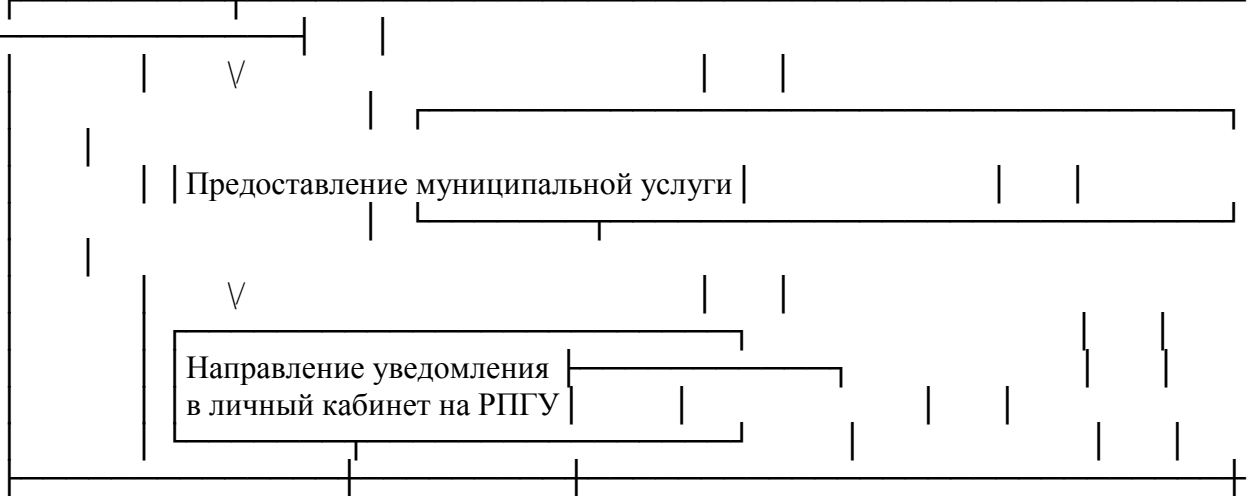 Предоставление муниципальной услуги
Направление уведомления
в личный кабинет на РПГУ